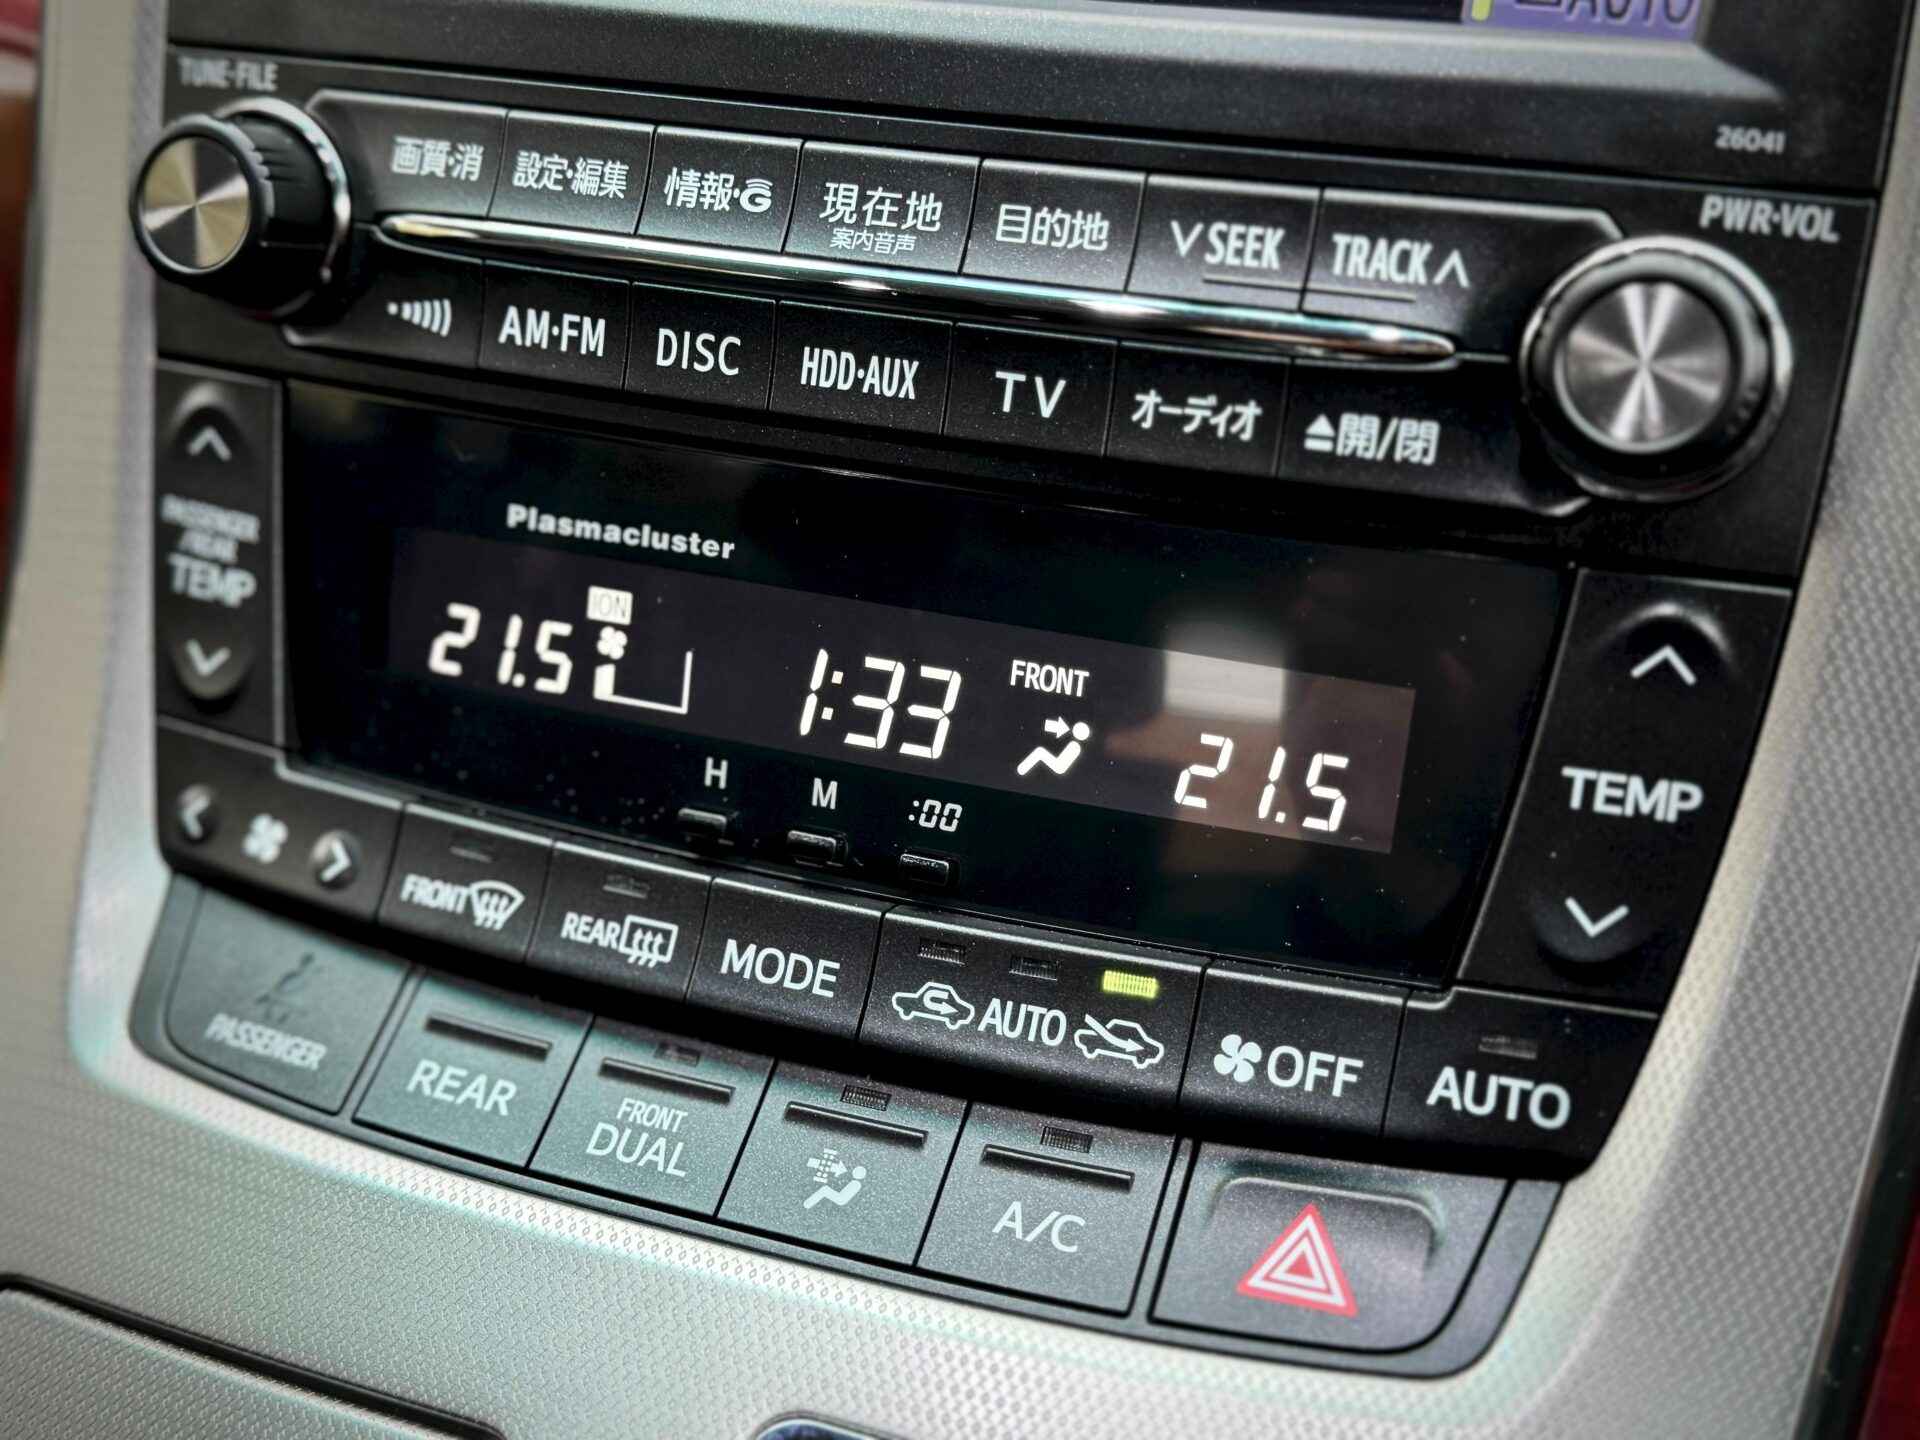 AUTO
TUNE·FILE
26041
画質·消
設定·編集
情報·G
現在地
案内音声
目的地
∨SEEK
TRACK∧
PWR·VOL
AM·FM
DISC
HDD·AUX
TV
オーディオ
開/閉
PASSENGER
/REAR
TEMP
Plasmacluster
21.5
ION
1:33
FRONT
21.5
H
M
:00
TEMP
FRONT
REAR
MODE
AUTO
OFF
AUTO
PASSENGER
REAR
FRONT
DUAL
A/C